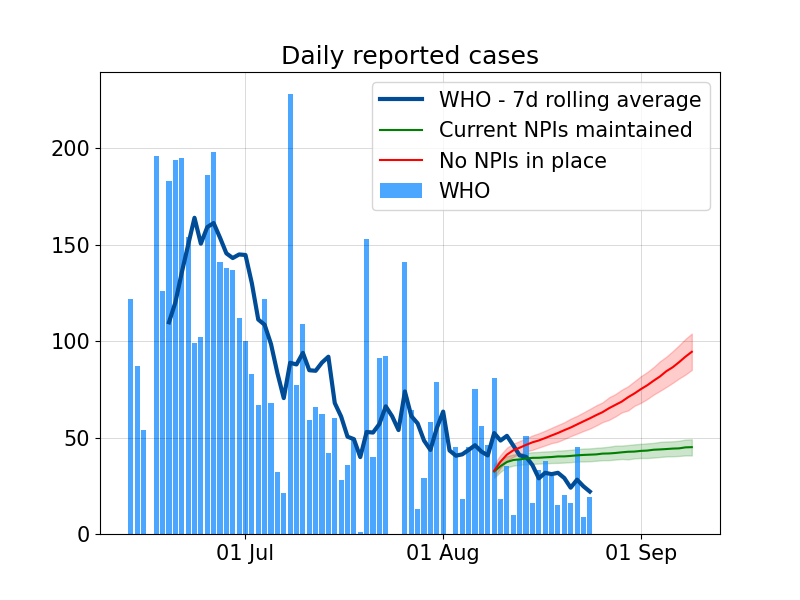 Daily reported cases
WHO - 7d rolling average
Current NPIs maintained
No NPIs in place
WHO
200
150
100
50
0
01 Jul
01 Aug
01 Sep